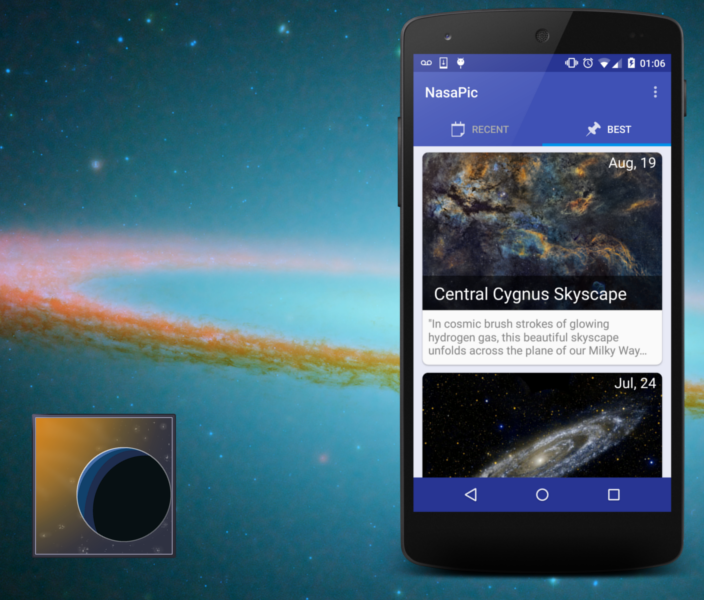 01:06
NasaPic
RECENT
BEST
Aug, 19
Central Cygnus Skyscape
"In cosmic brush strokes of glowing
hydrogen gas, this beautiful skyscape
unfolds across the plane of our Milky Way...
Jul, 24